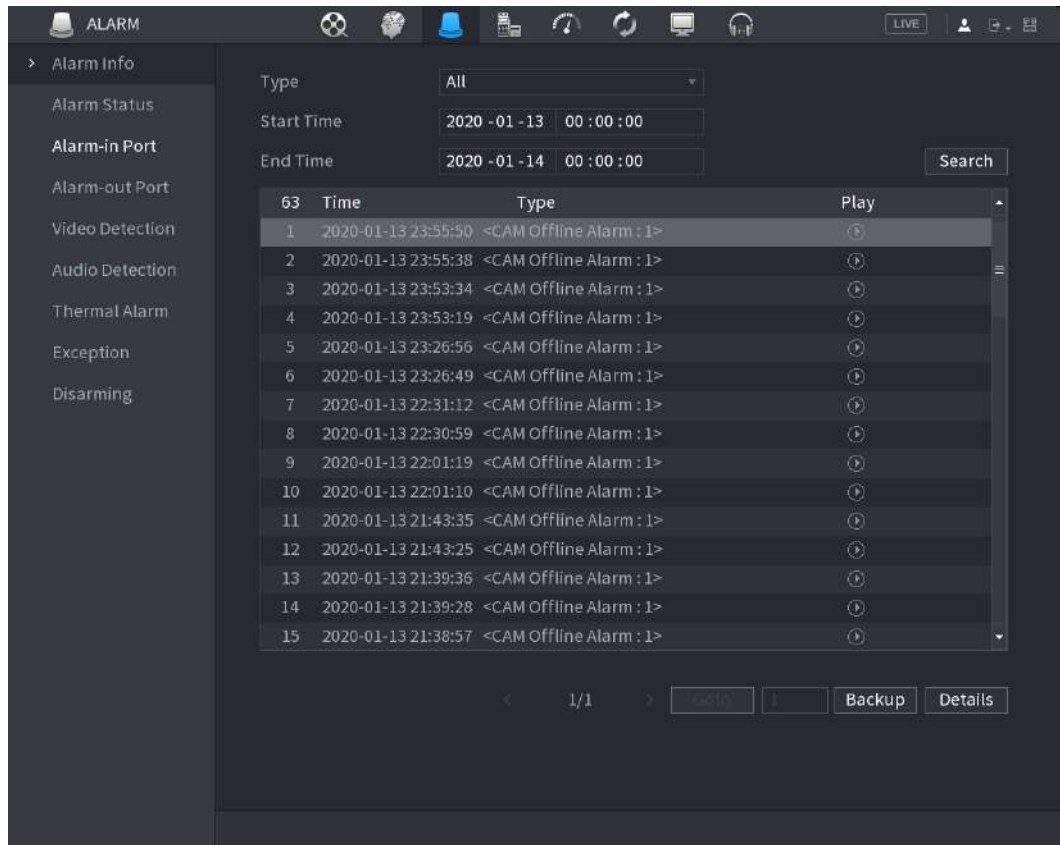 ALARM LIVE
> Alarm Info
Alarm Status
Alarm-in Port
Alarm-out Port
Video Detection
Audio Detection
Thermal Alarm
Exception
Disarming
Type All
Start Time 2020 -01 -13 00 : 00 : 00
End Time 2020 -01 -14 00 : 00 : 00 Search
63 Time Type Play
1 2020-01-13 23:55:50 <CAM Offline Alarm : 1>
2 2020-01-13 23:55:38 <CAM Offline Alarm : 1>
3 2020-01-13 23:53:34 <CAM Offline Alarm : 1>
4 2020-01-13 23:53:19 <CAM Offline Alarm : 1>
5 2020-01-13 23:26:56 <CAM Offline Alarm : 1>
6 2020-01-13 23:26:49 <CAM Offline Alarm : 1>
7 2020-01-13 22:31:12 <CAM Offline Alarm : 1>
8 2020-01-13 22:30:59 <CAM Offline Alarm : 1>
9 2020-01-13 22:01:19 <CAM Offline Alarm : 1>
10 2020-01-13 22:01:10 <CAM Offline Alarm : 1>
11 2020-01-13 21:43:35 <CAM Offline Alarm : 1>
12 2020-01-13 21:43:25 <CAM Offline Alarm : 1>
13 2020-01-13 21:39:36 <CAM Offline Alarm : 1>
14 2020-01-13 21:39:28 <CAM Offline Alarm : 1>
15 2020-01-13 21:38:57 <CAM Offline Alarm : 1>
< 1/1 > Goto 1 Backup Details